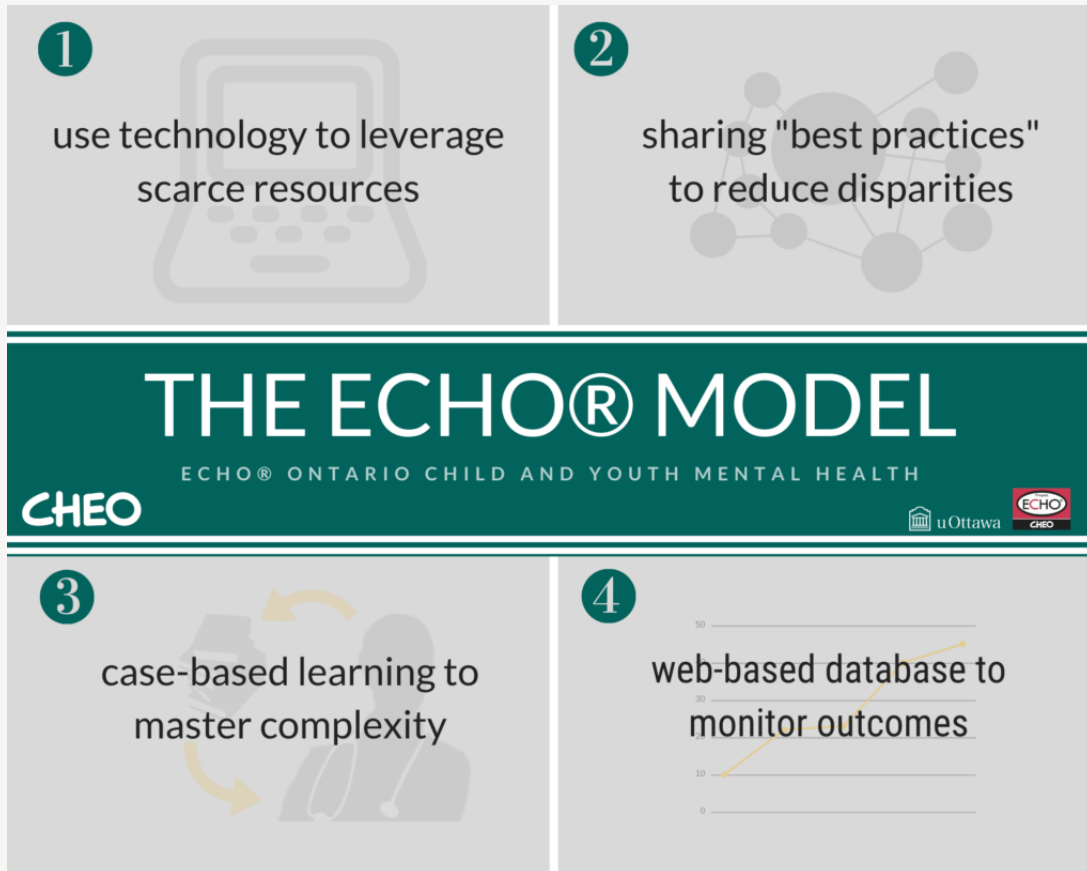 1
use technology to leverage
scarce resources
2
sharing "best practices"
to reduce disparities
THE ECHO® MODEL
ECHO® ONTARIO CHILD AND YOUTH MENTAL HEALTH
CHEO
uOttawa
Project
ECHO
CHEO
3
case-based learning to
master complexity
4
web-based database to
monitor outcomes
50
30
20
10
0